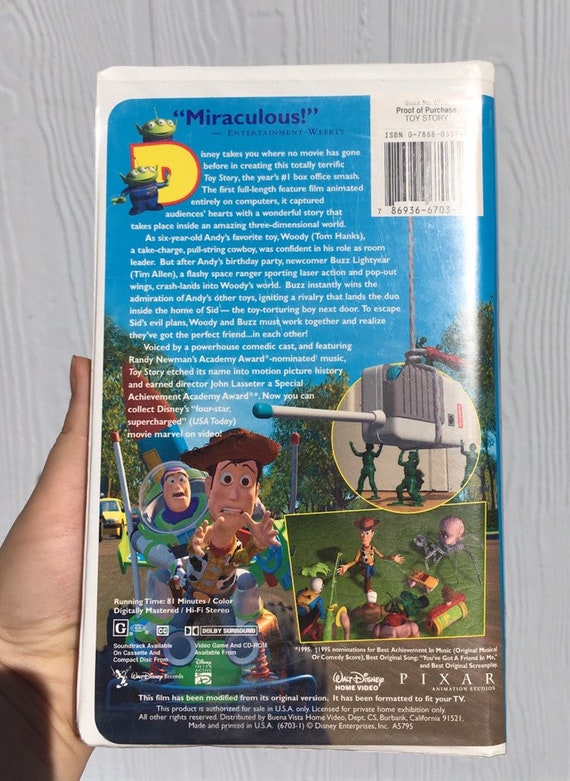 "Miraculous!"
— ENTERTAINMENT WEEKLY
Proof of Purchase
TOY STORY
ISBN 0-7888-0337-
7 86936-6703-
Disney takes you where no movie has gone
before in creating this totally terrific
Toy Story, the year's #1 box office smash.
The first full-length feature film animated
entirely on computers, it captured
audiences' hearts with a wonderful story that
takes place inside an amazing three-dimensional world.
As six-year-old Andy's favorite toy, Woody (Tom Hanks),
a take-charge, pull-string cowboy, was confident in his role as room
leader. But after Andy's birthday party, newcomer Buzz Lightyear
(Tim Allen), a flashy space ranger sporting laser action and pop-out
wings, crash-lands into Woody's world. Buzz instantly wins the
admiration of Andy's other toys, igniting a rivalry that lands the duo
inside the home of Sid — the toy-torturing boy next door. To escape
Sid's evil plans, Woody and Buzz must work together and realize
they've got the perfect friend...in each other!
Voiced by a powerhouse comedic cast, and featuring
Randy Newman's Academy Award®-nominated† music,
Toy Story etched its name into motion picture history
and earned director John Lasseter a Special
Achievement Academy Award®*. Now you can
collect Disney's "four-star,
supercharged" (USA Today)
movie marvel on video!
Running Time: 81 Minutes / Color
Digitally Mastered / Hi-Fi Stereo
G CC DOLBY SURROUND
Soundtrack Available
On Cassette And
Compact Disc From
Walt Disney Records
Video Game And CD-ROM
Available From
DISNEY
INTER
ACTIVE
*1995. †1995 nominations for Best Achievement In Music (Original Musical
Or Comedy Score), Best Original Song: "You've Got A Friend In Me,"
and Best Original Screenplay.
WALT DISNEY
HOME VIDEO
PIXAR
ANIMATION STUDIOS
This film has been modified from its original version. It has been formatted to fit your TV.
This product is authorized for sale in U.S.A. only. Licensed for private home exhibition only.
All other rights reserved. Distributed by Buena Vista Home Video, Dept. CS, Burbank, California 91521.
Made and printed in U.S.A. (6703-1) © Disney Enterprises, Inc. A5795